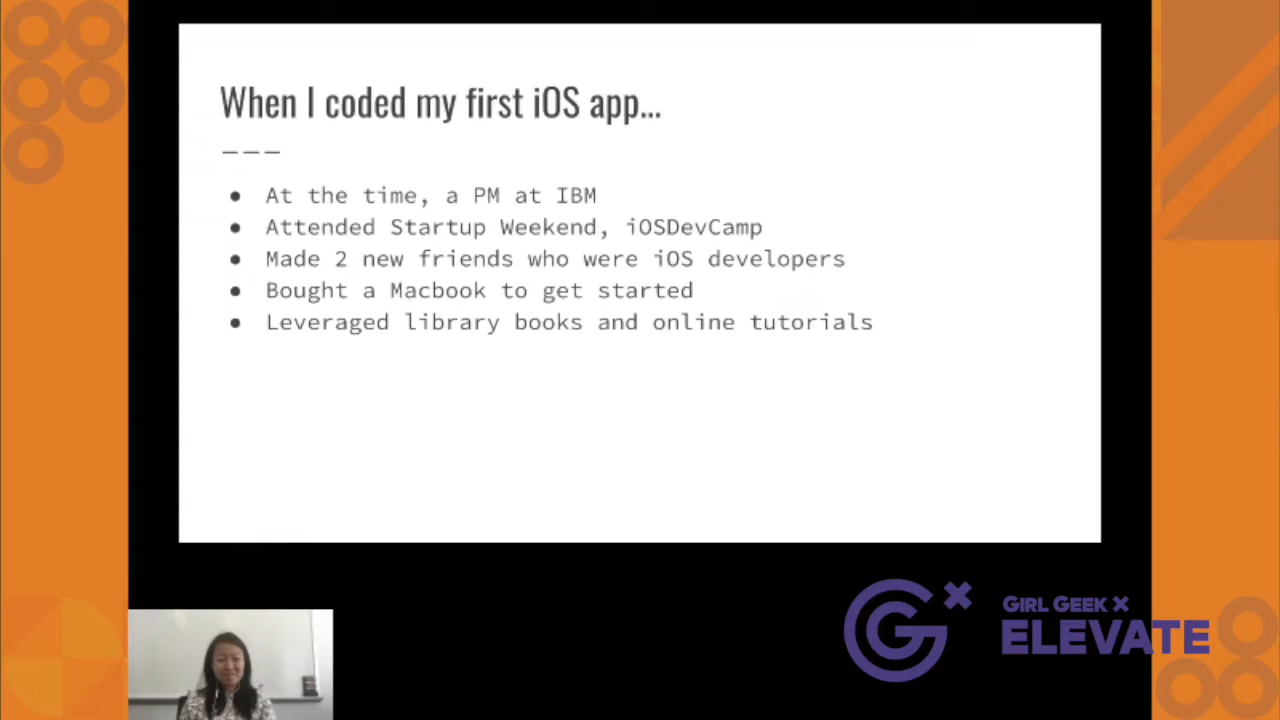 When I coded my first iOS app...
● At the time, a PM at IBM
● Attended Startup Weekend, iOSDevCamp
● Made 2 new friends who were iOS developers
● Bought a Macbook to get started
● Leveraged library books and online tutorials
GIRL GEEK X
ELEVATE